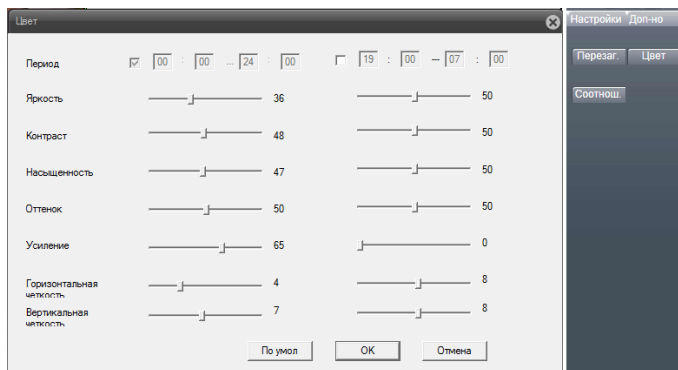 Цвет
Настройки Доп-но
Период 00 : 00 ... 24 : 00 19 : 00 — 07 : 00
Перезаг. Цвет
Яркость 36 50
Соотнош.
Контраст 48 50
Насыщенность 47 50
Оттенок 50 50
Усиление 65 0
Горизонтальная четкость 4 8
Вертикальная четкость 7 8
По умол OK Отмена